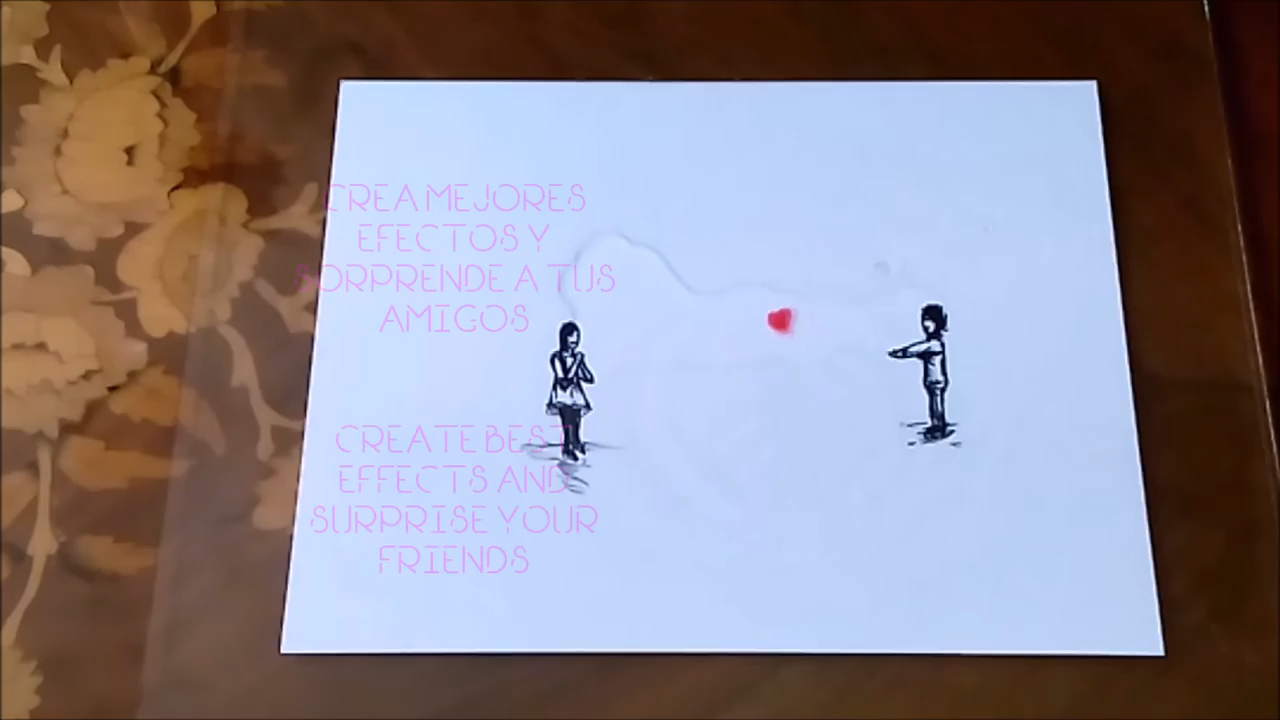 CREA MEJORES
EFECTOS Y
SORPRENDE A TUS
AMIGOS
CREATE BEST
EFFECTS AND
SURPRISE YOUR
FRIENDS